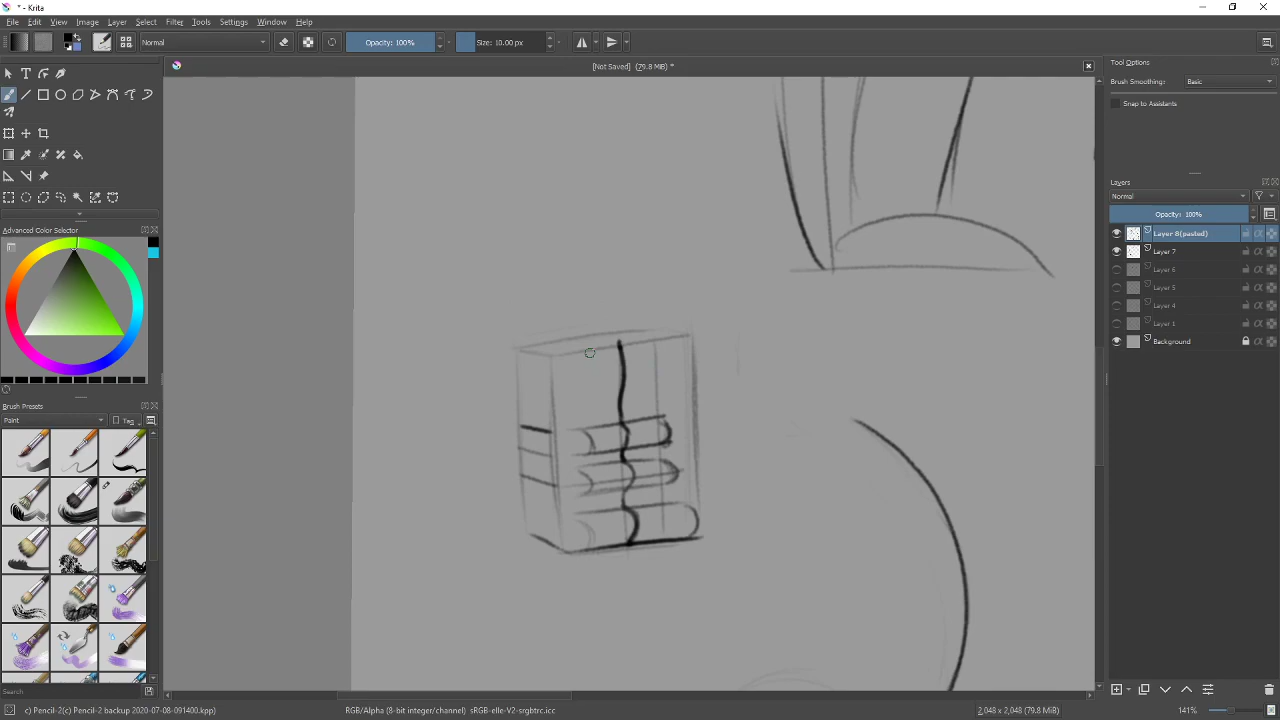 * - Krita
File Edit View Image Layer Select Filter Tools Settings Window Help
Normal Opacity: 100% Size: 10.00 px
[Not Saved] (79.8 MiB) *
Tool Options
Brush Smoothing: Basic
Snap to Assistants
Layers
Normal
Opacity: 100%
Layer 8(pasted)
Layer 7
Layer 6
Layer 5
Layer 4
Layer 1
Background
Advanced Color Selector
Brush Presets
Paint Tag
Search
c) Pencil-2(c) Pencil-2 backup 2020-07-08-091400.kpp) RGB/Alpha (8-bit integer/channel) sRGB-elle-V2-srgbtrc.icc 2,048 x 2,048 (79.8 MiB) 141%